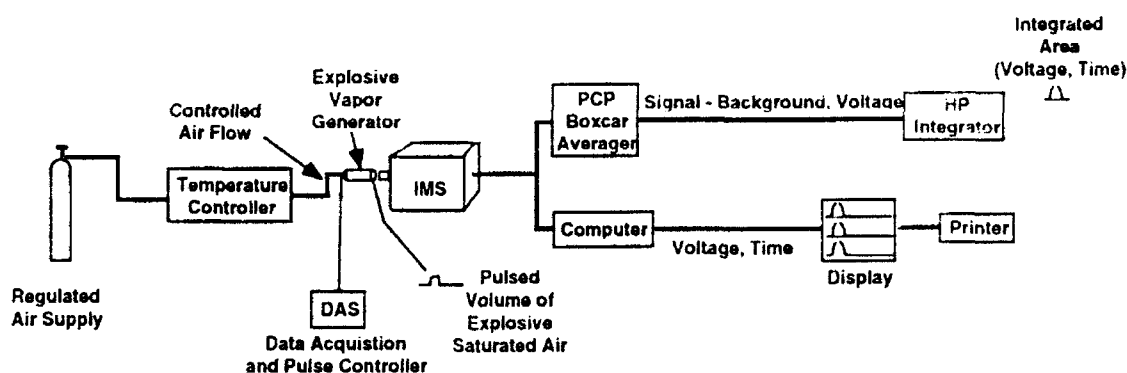 Integrated
Area
(Voltage, Time)
Explosive
Vapor
Generator
Controlled
Air Flow
PCP
Boxcar
Averager
Signal - Background, Voltage
HP
Integrator
Temperature
Controller
IMS
Computer
Voltage, Time
Printer
Display
Regulated
Air Supply
DAS
Data Acquistion
and Pulse Controller
Pulsed
Volume of
Explosive
Saturated Air